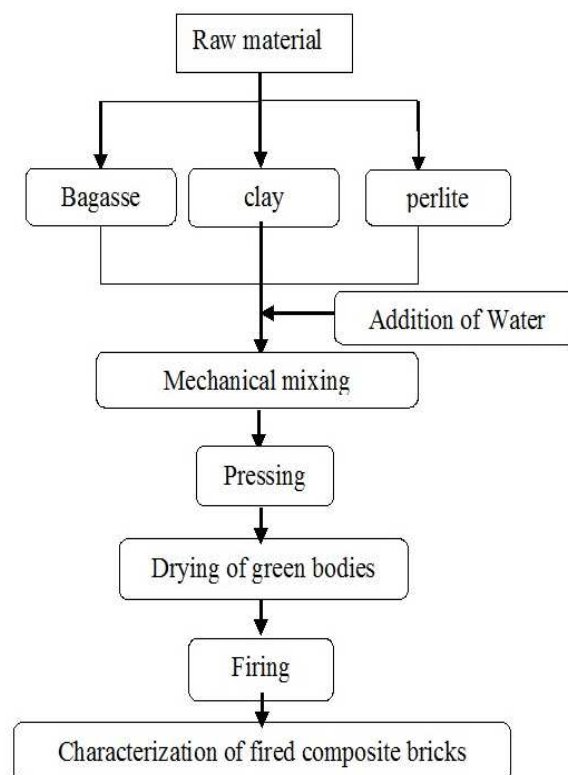 Raw material
Bagasse
clay
perlite
Addition of Water
Mechanical mixing
Pressing
Drying of green bodies
Firing
Characterization of fired composite bricks